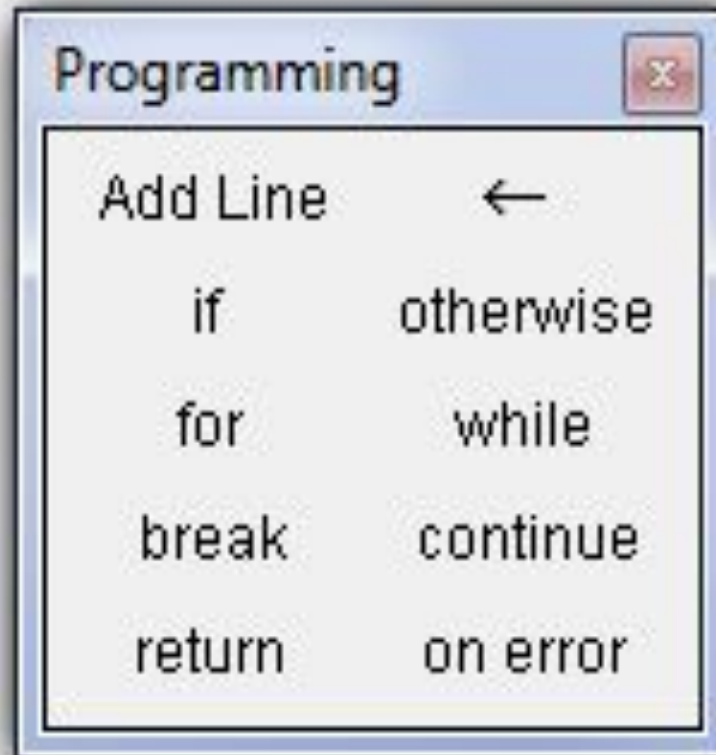 Programming
Add Line ←
if otherwise
for while
break continue
return on error